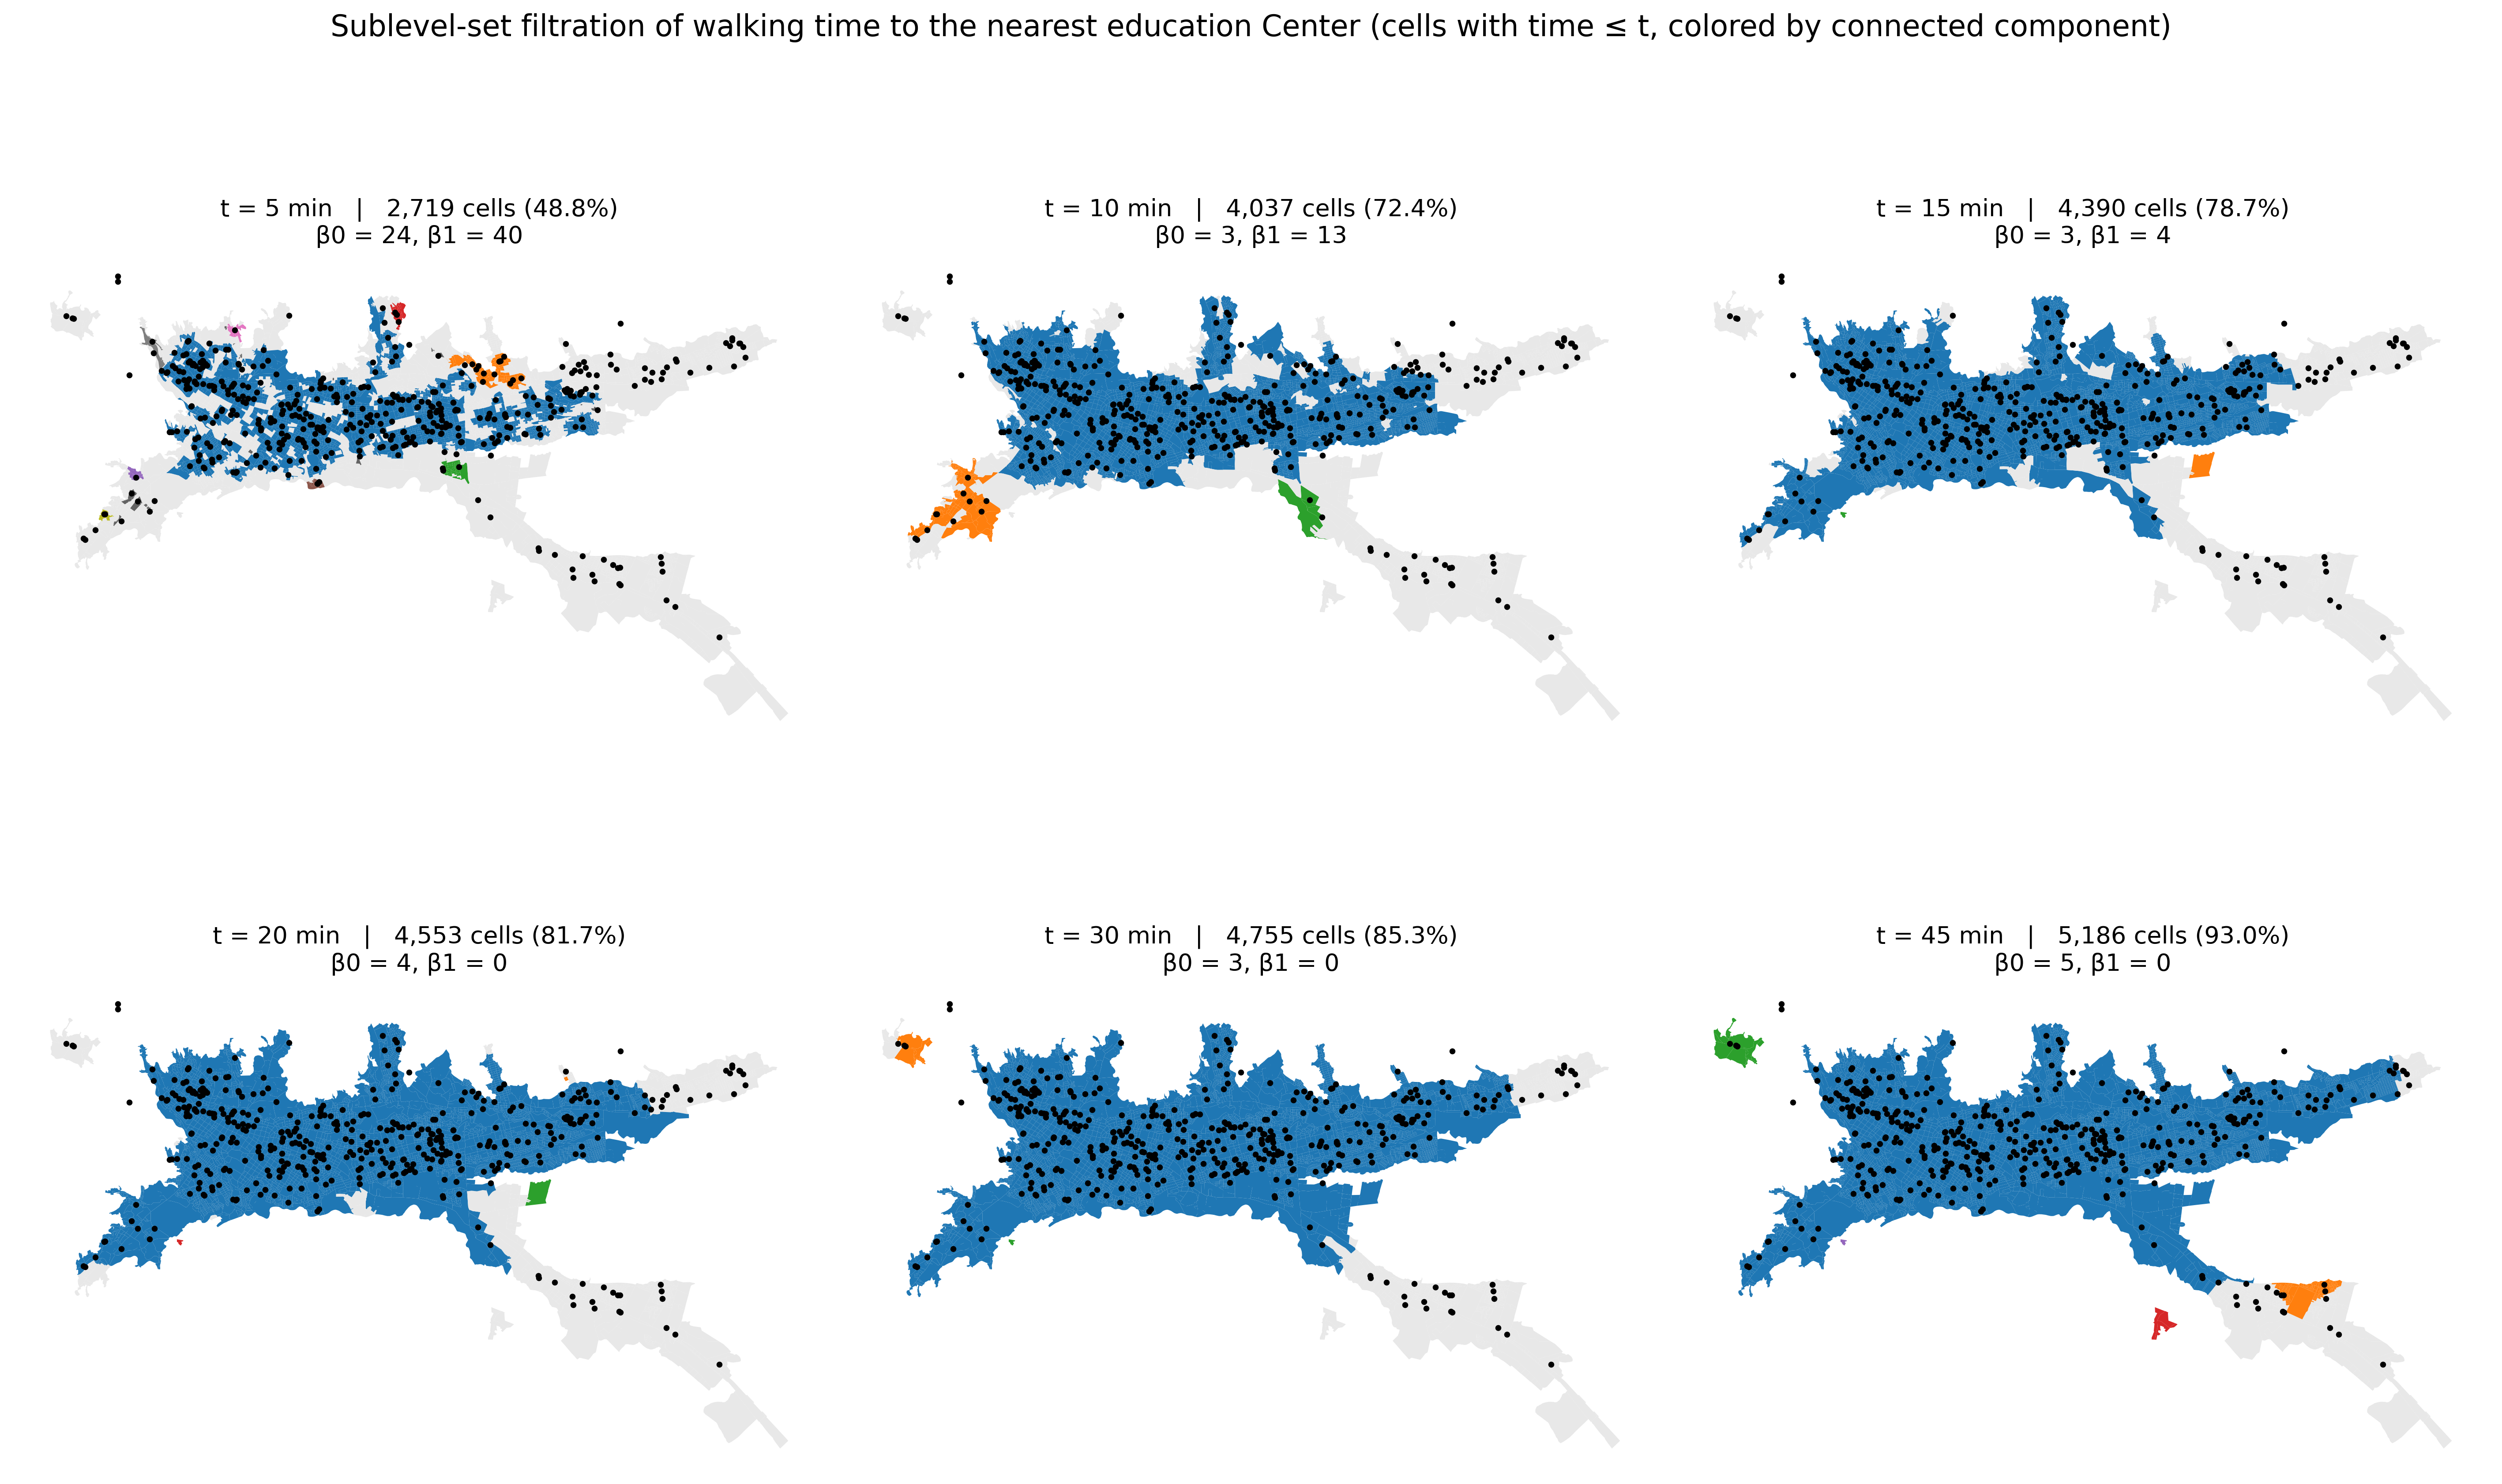 Sublevel-set filtration of walking time to the nearest education Center (cells with time ≤ t, colored by connected component)
t = 5 min | 2,719 cells (48.8%)
β0 = 24, β1 = 40
t = 10 min | 4,037 cells (72.4%)
β0 = 3, β1 = 13
t = 15 min | 4,390 cells (78.7%)
β0 = 3, β1 = 4
t = 20 min | 4,553 cells (81.7%)
β0 = 4, β1 = 0
t = 30 min | 4,755 cells (85.3%)
β0 = 3, β1 = 0
t = 45 min | 5,186 cells (93.0%)
β0 = 5, β1 = 0